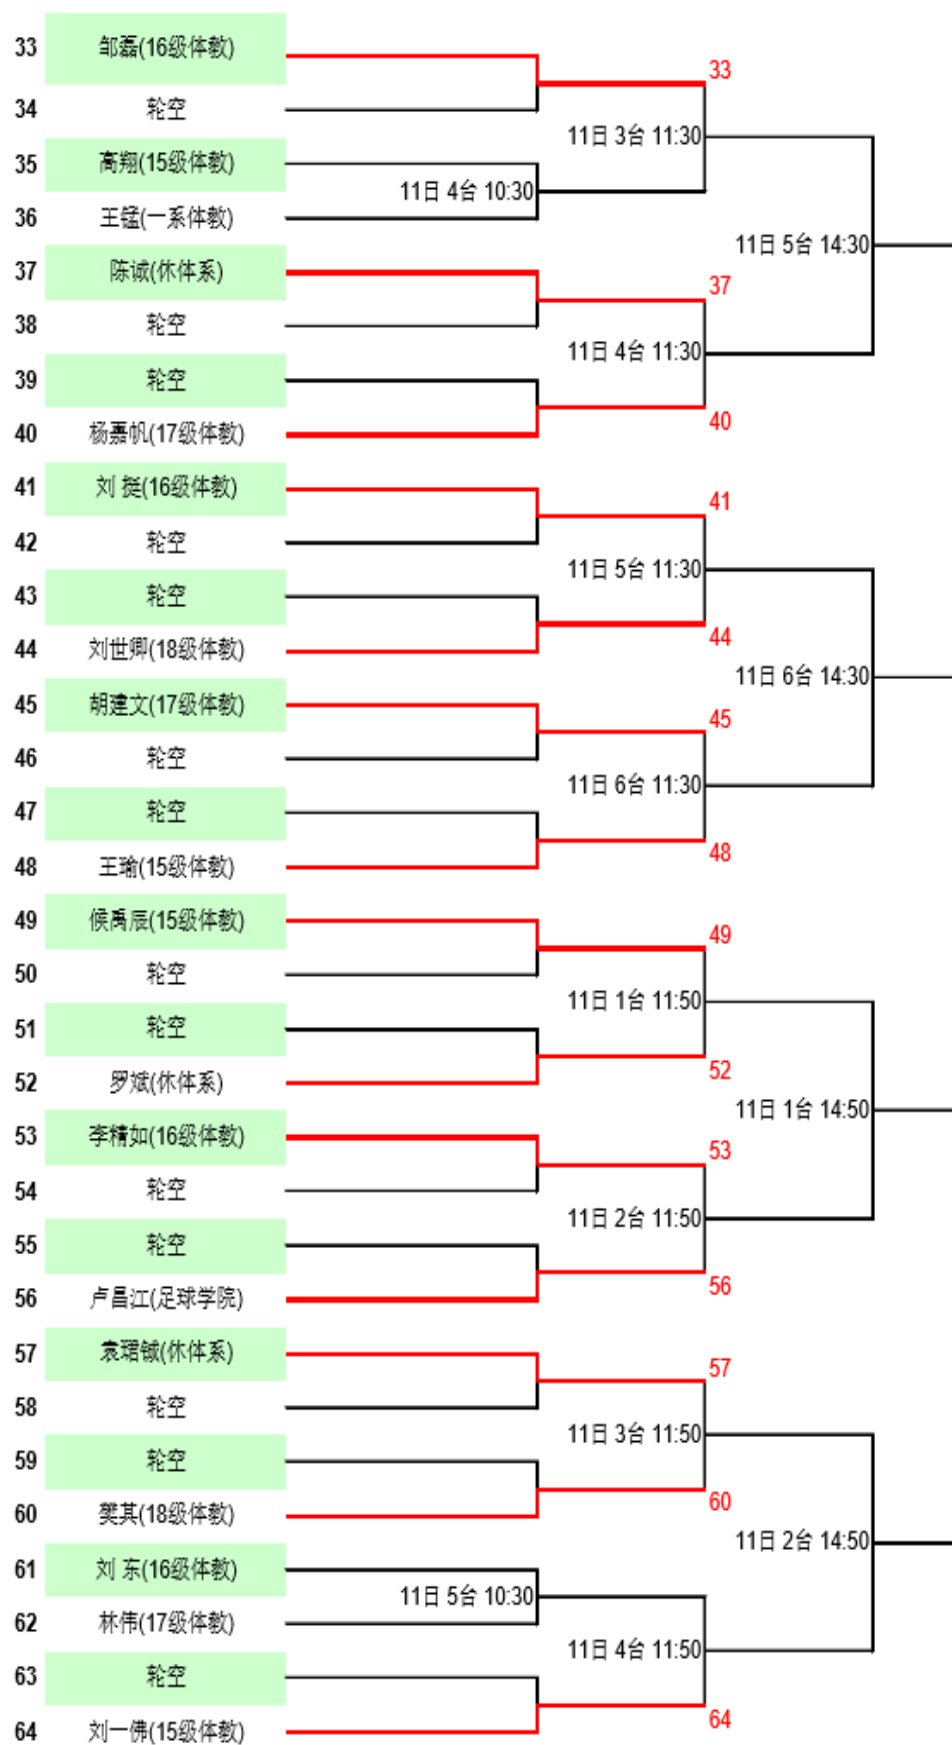 33 邹磊(16级体教)
33
34 轮空
11日 3台 11:30
35 高翔(15级体教)
11日 4台 10:30
36 王锰(一系体教)
11日 5台 14:30
37 陈诚(休体系)
37
38 轮空
11日 4台 11:30
39 轮空
40
40 杨嘉帆(17级体教)
41 刘 挺(16级体教)
41
42 轮空
11日 5台 11:30
43 轮空
44
44 刘世卿(18级体教)
11日 6台 14:30
45 胡建文(17级体教)
45
46 轮空
11日 6台 11:30
47 轮空
48
48 王瑜(15级体教)
49 候禹辰(15级体教)
49
50 轮空
11日 1台 11:50
51 轮空
52
52 罗斌(休体系)
11日 1台 14:50
53 李精如(16级体教)
53
54 轮空
11日 2台 11:50
55 轮空
56
56 卢昌江(足球学院)
57 袁珺铖(休体系)
57
58 轮空
11日 3台 11:50
59 轮空
60
60 樊其(18级体教)
11日 2台 14:50
61 刘 东(16级体教)
11日 5台 10:30
62 林伟(17级体教)
11日 4台 11:50
63 轮空
64
64 刘一佛(15级体教)